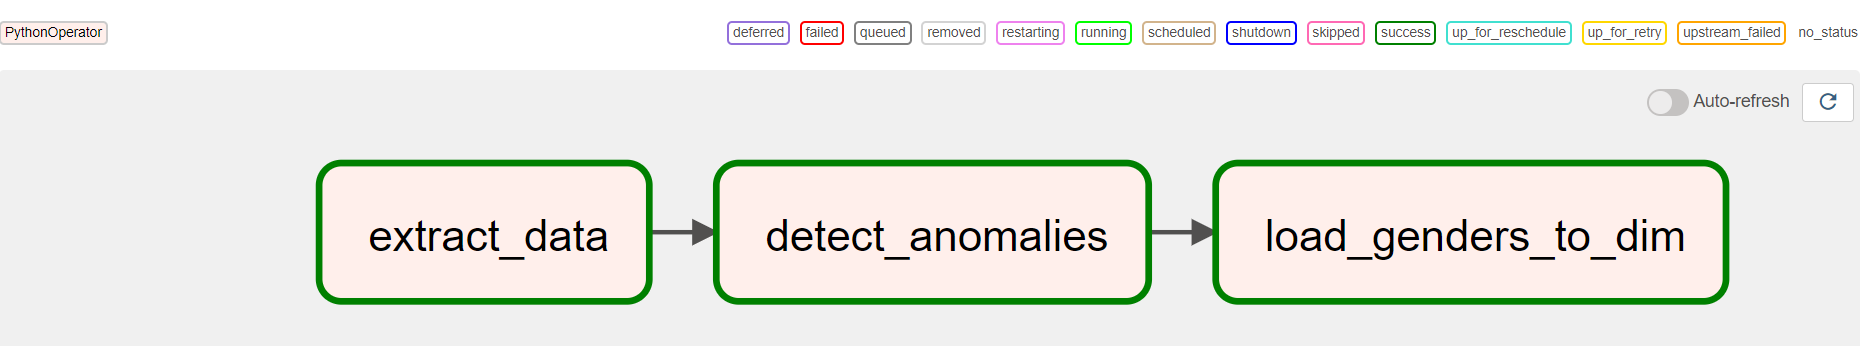 PythonOperator deferred failed queued removed restarting running scheduled shutdown skipped success up_for_reschedule up_for_retry upstream_failed no_status
Auto-refresh
extract_data detect_anomalies load_genders_to_dim